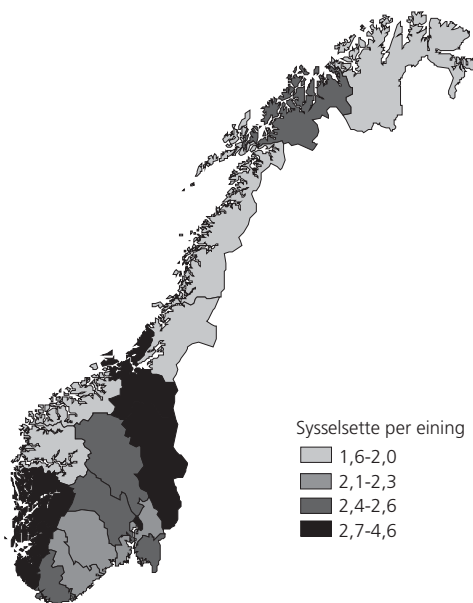 Sysselsette per eining
1,6-2,0
2,1-2,3
2,4-2,6
2,7-4,6